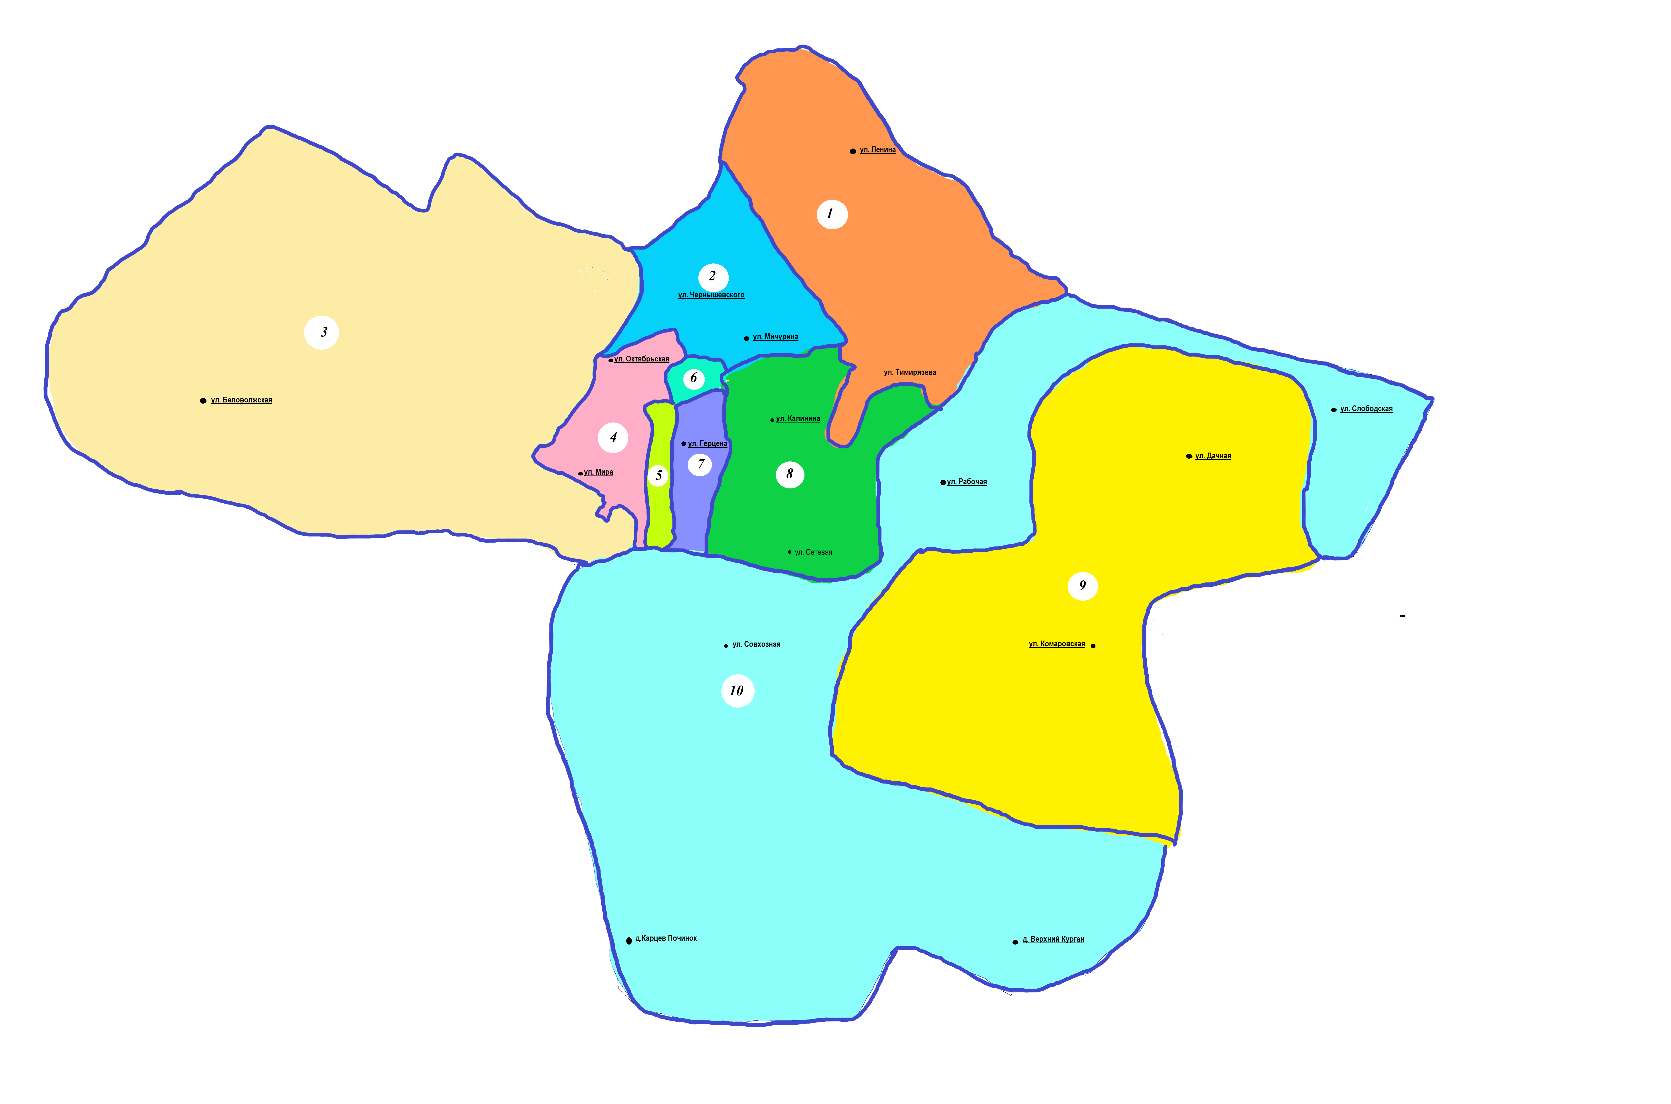 ул. Ленина
1
2
ул. Чернышевского
3
ул. Мичурина
ул. Октябрьская
ул. Тимирязева
6
ул. Беловолжская
ул. Слободская
ул. Калинина
4
ул. Герцена
ул. Дачная
7
ул. Мира
5
8
ул. Рабочая
ул. Сетевая
9
ул. Совхозная
ул. Комаровская
10
д.Карцев Починок
д. Верхний Курган